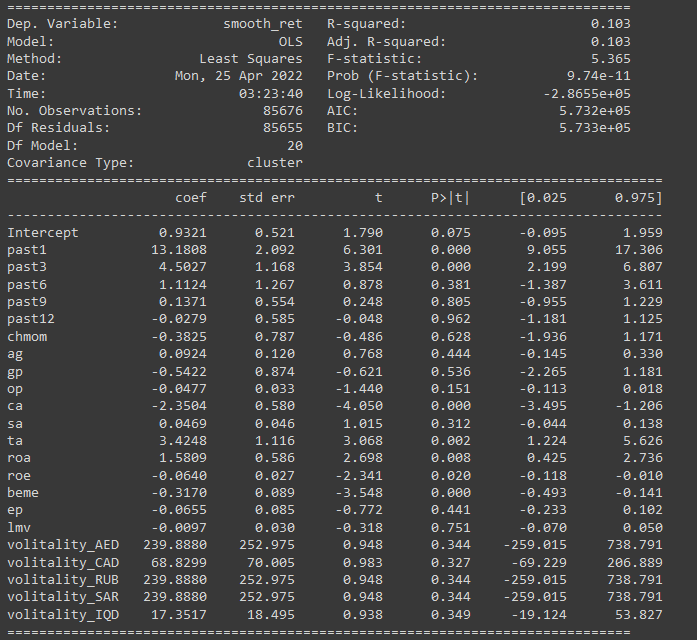 ==============================================================================
Dep. Variable:             smooth_ret   R-squared:                       0.103
Model:                            OLS   Adj. R-squared:                  0.103
Method:                 Least Squares   F-statistic:                     5.365
Date:                Mon, 25 Apr 2022   Prob (F-statistic):           9.74e-11
Time:                        03:23:40   Log-Likelihood:            -2.8655e+05
No. Observations:               85676   AIC:                         5.732e+05
Df Residuals:                   85655   BIC:                         5.733e+05
Df Model:                          20
Covariance Type:              cluster
==================================================================================
                     coef    std err          t      P>|t|      [0.025      0.975]
----------------------------------------------------------------------------------
Intercept          0.9321      0.521      1.790      0.075      -0.095       1.959
past1             13.1808      2.092      6.301      0.000       9.055      17.306
past3              4.5027      1.168      3.854      0.000       2.199       6.807
past6              1.1124      1.267      0.878      0.381      -1.387       3.611
past9              0.1371      0.554      0.248      0.805      -0.955       1.229
past12            -0.0279      0.585     -0.048      0.962      -1.181       1.125
chmom             -0.3825      0.787     -0.486      0.628      -1.936       1.171
ag                 0.0924      0.120      0.768      0.444      -0.145       0.330
gp                -0.5422      0.874     -0.621      0.536      -2.265       1.181
op                -0.0477      0.033     -1.440      0.151      -0.113       0.018
ca                -2.3504      0.580     -4.050      0.000      -3.495      -1.206
sa                 0.0469      0.046      1.015      0.312      -0.044       0.138
ta                 3.4248      1.116      3.068      0.002       1.224       5.626
roa                1.5809      0.586      2.698      0.008       0.425       2.736
roe               -0.0640      0.027     -2.341      0.020      -0.118      -0.010
beme              -0.3170      0.089     -3.548      0.000      -0.493      -0.141
ep                -0.0655      0.085     -0.772      0.441      -0.233       0.102
lmv               -0.0097      0.030     -0.318      0.751      -0.070       0.050
volitality_AED   239.8880    252.975      0.948      0.344    -259.015     738.791
volitality_CAD    68.8299     70.005      0.983      0.327     -69.229     206.889
volitality_RUB   239.8880    252.975      0.948      0.344    -259.015     738.791
volitality_SAR   239.8880    252.975      0.948      0.344    -259.015     738.791
volitality_IQD    17.3517     18.495      0.938      0.349     -19.124      53.827
==============================================================================